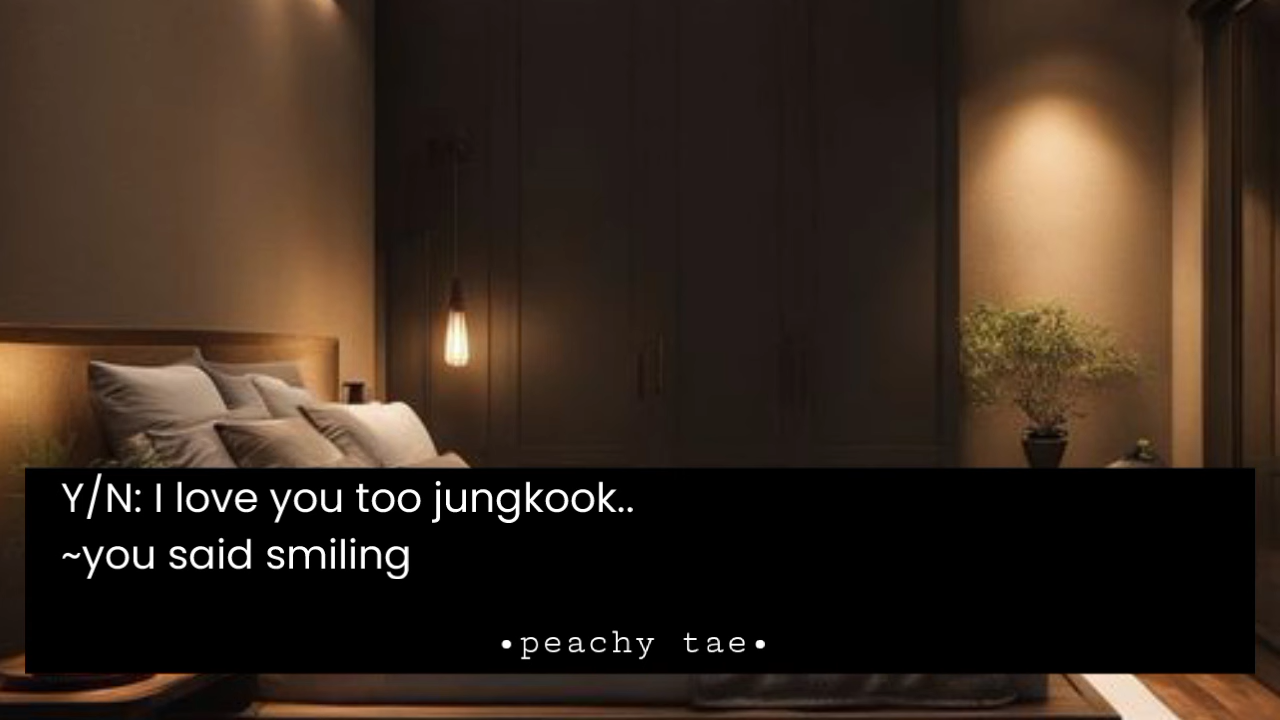 Y/N: I love you too jungkook..
~you said smiling
•peachy tae•